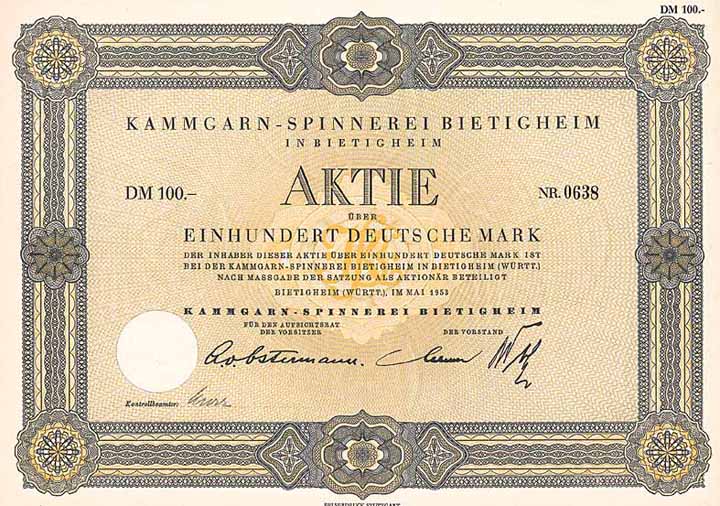 DM 100.-
KAMMGARN-SPINNEREI BIETIGHEIM
IN BIETIGHEIM
AKTIE
DM 100.-
NR. 0638
ÜBER
EINHUNDERT DEUTSCHE MARK
DER INHABER DIESER AKTIE ÜBER EINHUNDERT DEUTSCHE MARK IST
BEI DER KAMMGARN-SPINNEREI BIETIGHEIM IN BIETIGHEIM (WÜRTT.)
NACH MASSGABE DER SATZUNG ALS AKTIONÄR BETEILIGT
BIETIGHEIM (WÜRTT.), IM MAI 1953
KAMMGARN-SPINNEREI BIETIGHEIM
FÜR DEN AUFSICHTSRAT
DER VORSITZER
DER VORSTAND
Kontrollbeamter: